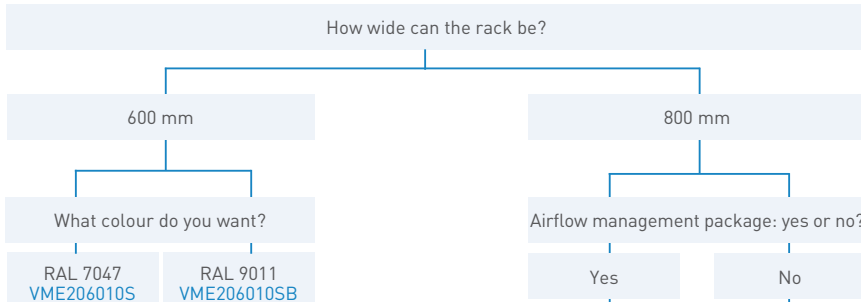 How wide can the rack be?
600 mm
800 mm
What colour do you want?
Airflow management package: yes or no?
RAL 7047
VME206010S
RAL 9011
VME206010SB
Yes
No